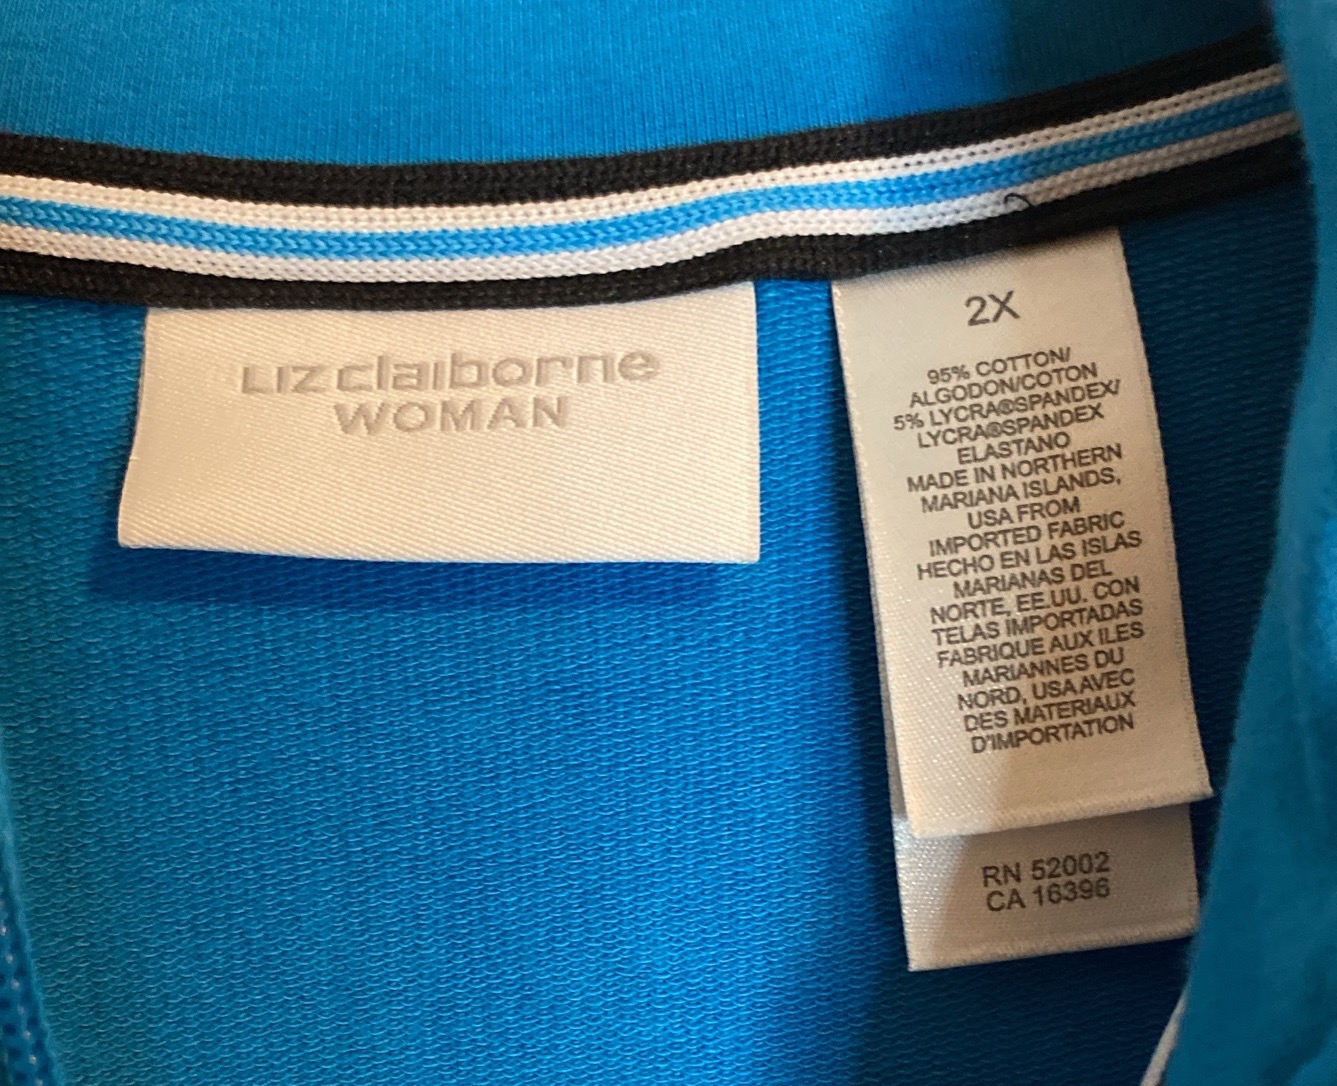 LIZ claiborne
WOMAN
2X
95% COTTON/
ALGODON/COTON
5% LYCRA®SPANDEX/
LYCRA®SPANDEX
ELASTANO
MADE IN NORTHERN
MARIANA ISLANDS,
USA FROM
IMPORTED FABRIC
HECHO EN LAS ISLAS
MARIANAS DEL
NORTE, EE.UU. CON
TELAS IMPORTADAS
FABRIQUE AUX ILES
MARIANNES DU
NORD, USA AVEC
DES MATERIAUX
D'IMPORTATION
RN 52002
CA 16396